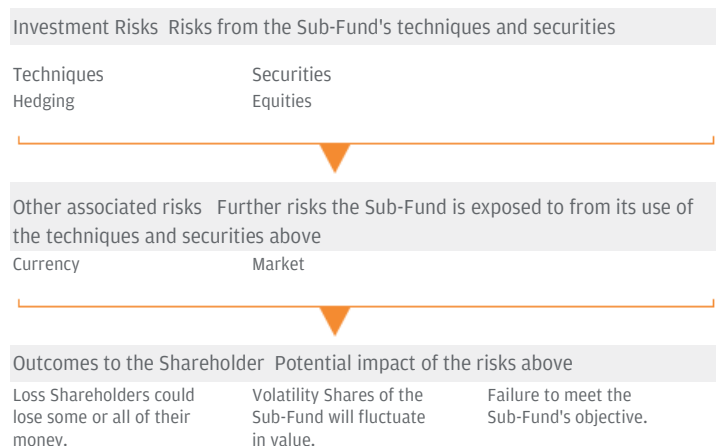 Investment Risks Risks from the Sub-Fund's techniques and securities
Techniques Securities
Hedging Equities
Other associated risks Further risks the Sub-Fund is exposed to from its use of
the techniques and securities above
Currency Market
Outcomes to the Shareholder Potential impact of the risks above
Loss Shareholders could
lose some or all of their
money.
Volatility Shares of the
Sub-Fund will fluctuate
in value.
Failure to meet the
Sub-Fund's objective.